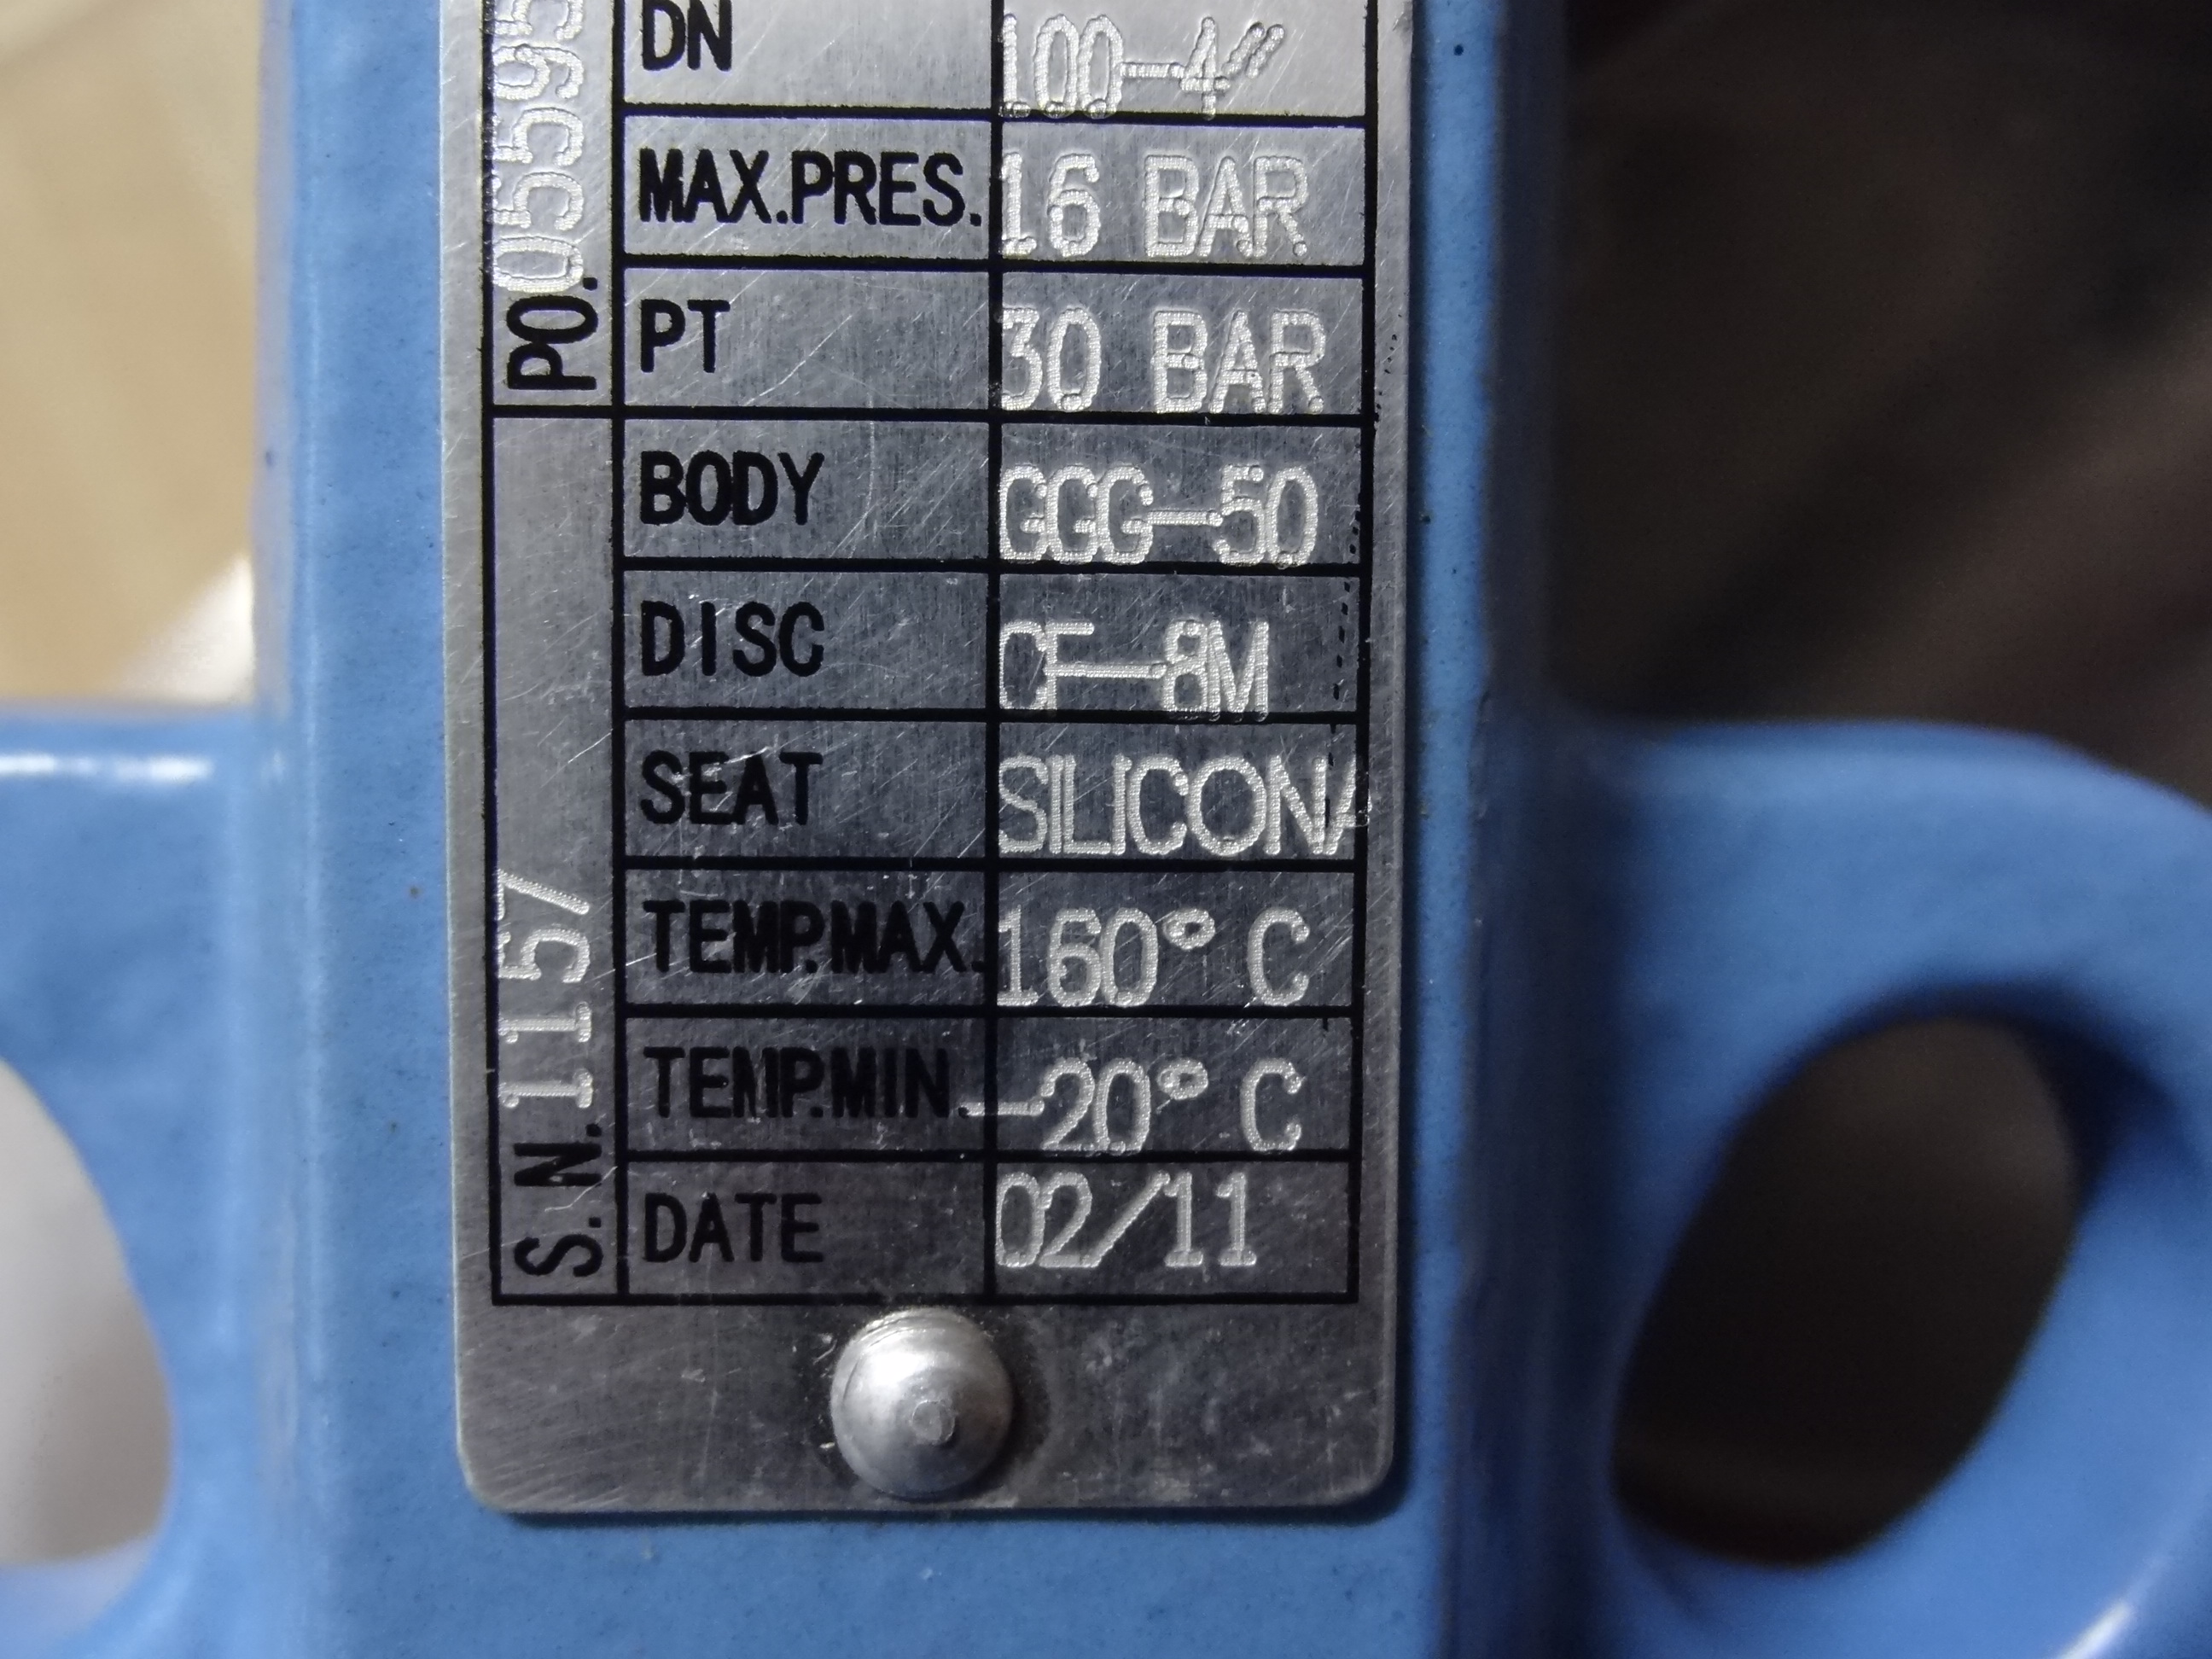 DN 100-4"
MAX.PRES. 16 BAR
PT 30 BAR
BODY GGG-50
DISC CF-8M
SEAT SILICONA
TEMP.MAX. 160° C
TEMP.MIN. -20° C
DATE 02/11
PO.
S.N. 1157